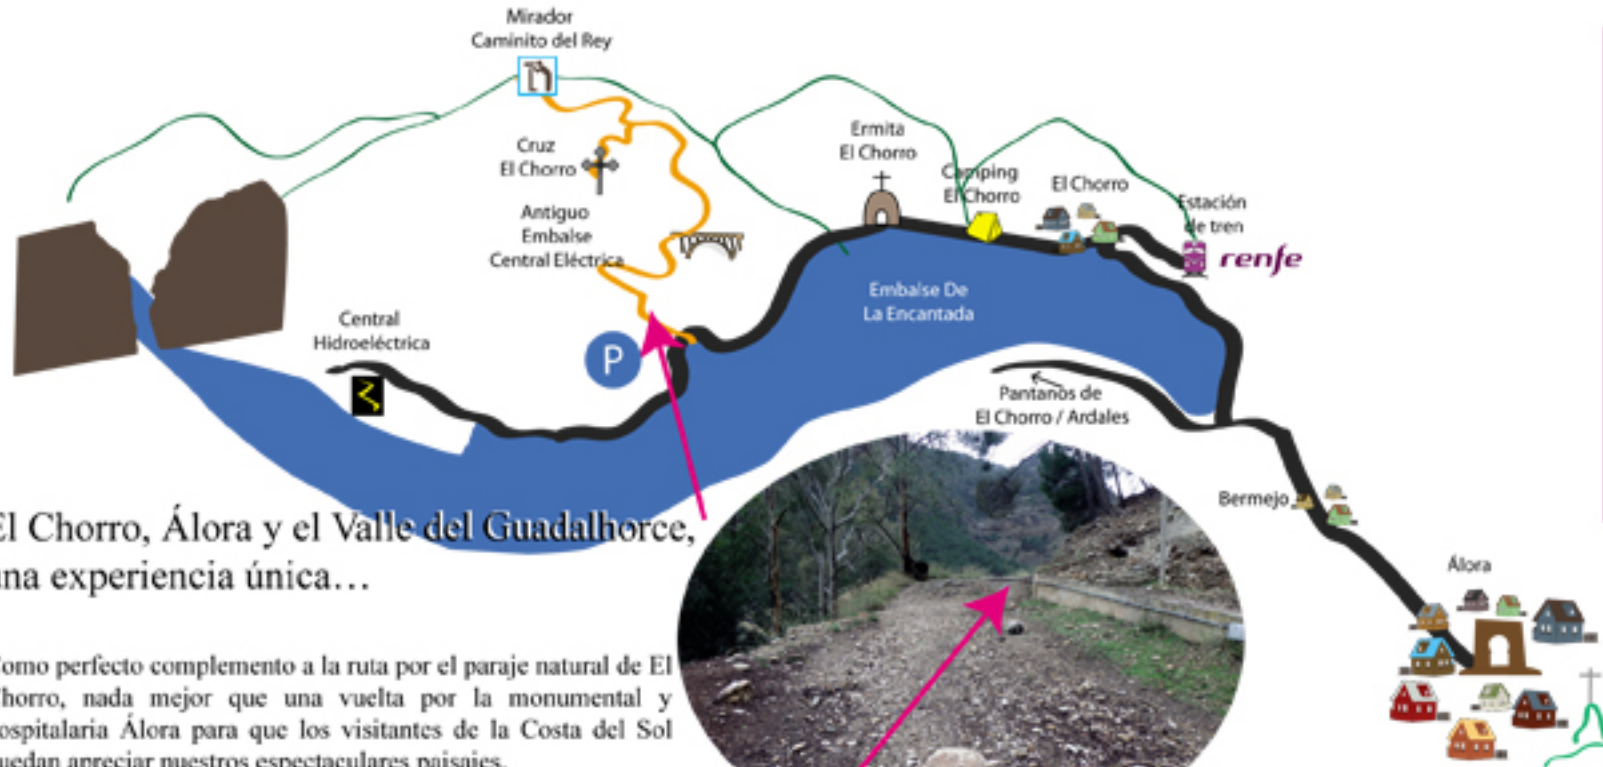 Mirador
Caminito del Rey
Cruz
El Chorro
Antiguo
Embalse
Central Eléctrica
Ermita
El Chorro
Camping
El Chorro
El Chorro
Estación
de tren
renfe
Embalse De
La Encantada
Central
Hidroeléctrica
P
Pantanos de
El Chorro / Ardales
Bermejo
Álora
El Chorro, Álora y el Valle del Guadalhorce,
una experiencia única…
omo perfecto complemento a la ruta por el paraje natural de El
horro, nada mejor que una vuelta por la monumental y
ospitalaria Álora para que los visitantes de la Costa del Sol
uedan apreciar nuestros espectaculares paisajes.